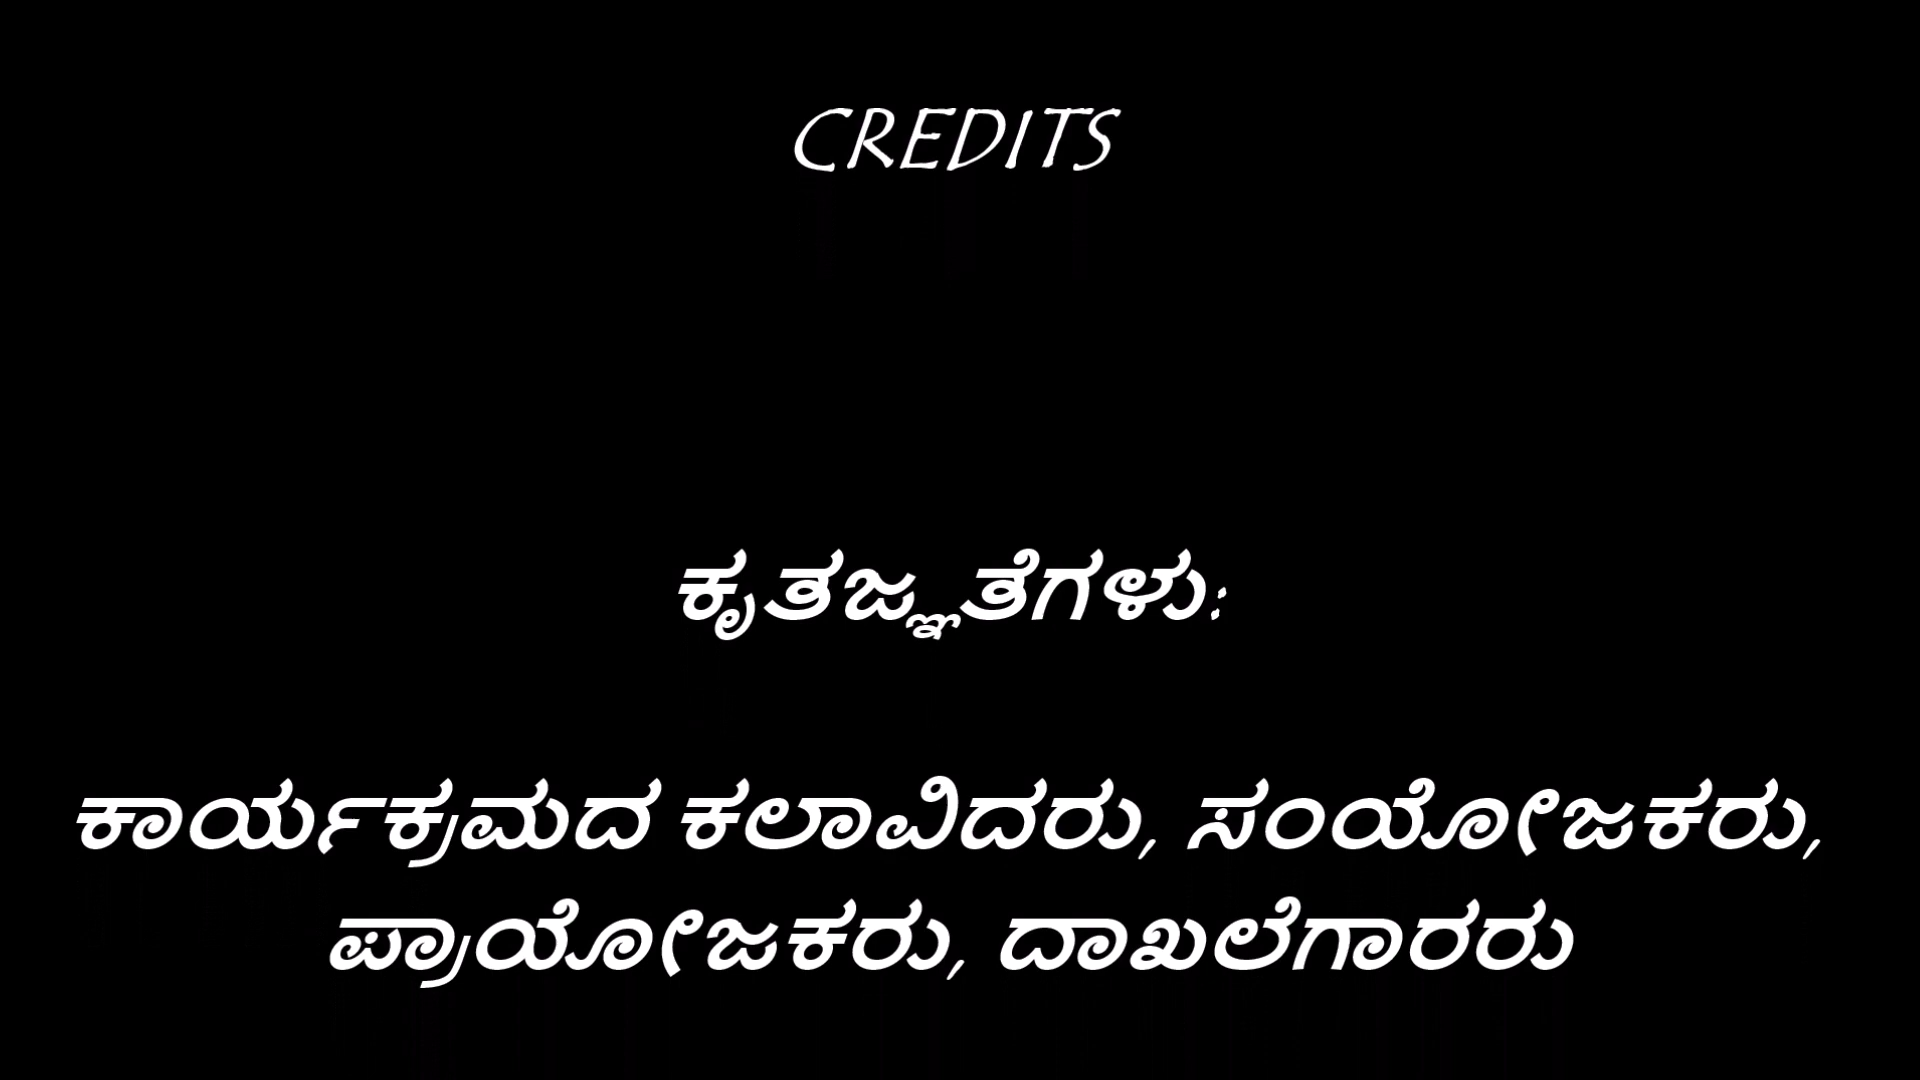 CREDITS
ಕೃತಜ್ಞತೆಗಳು:
ಕಾರ್ಯಕ್ರಮದ ಕಲಾವಿದರು, ಸಂಯೋಜಕರು,
ಪ್ರಾಯೋಜಕರು, ದಾಖಲೆಗಾರರು